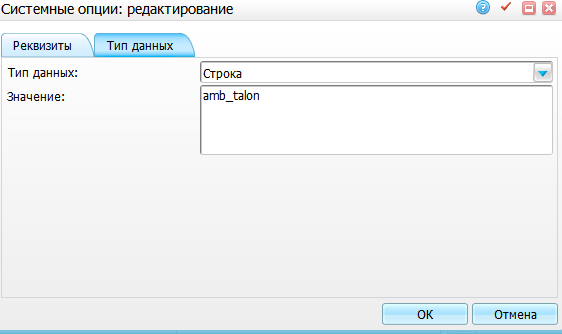 Системные опции: редактирование
Реквизиты
Тип данных
Тип данных:
Строка
Значение:
amb_talon
OK
Отмена